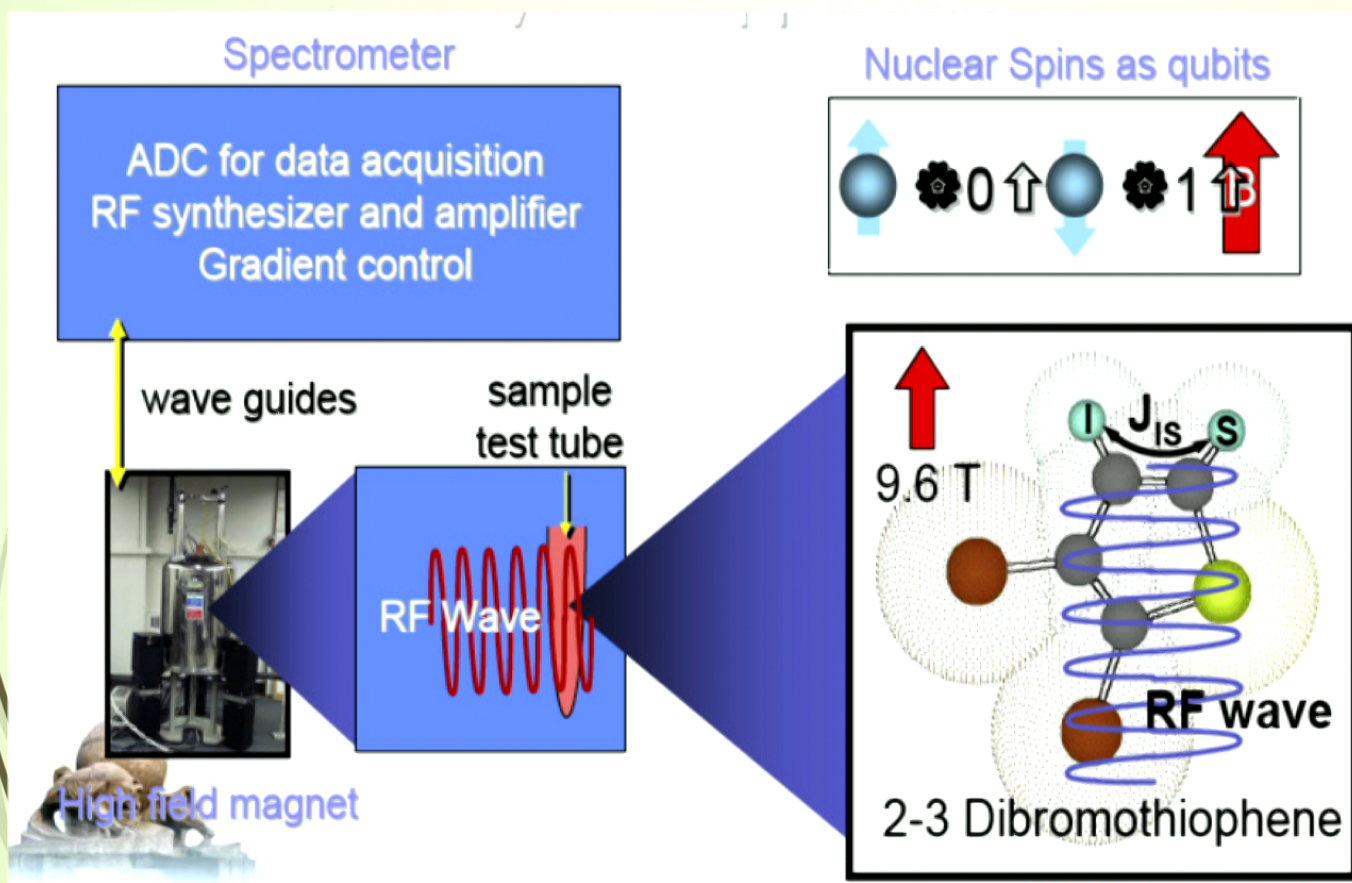 Spectrometer
ADC for data acquisition
RF synthesizer and amplifier
Gradient control
wave guides
sample
test tube
RF Wave
High field magnet
Nuclear Spins as qubits
0 1 B
9.6 T
I J_IS S
RF wave
2-3 Dibromothiophene